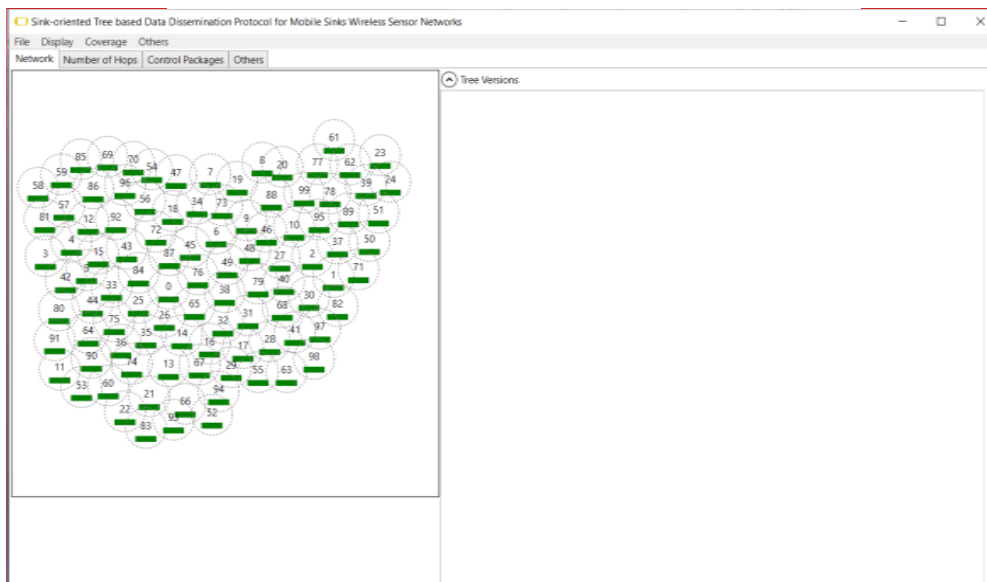 Sink-oriented Tree based Data Dissemination Protocol for Mobile Sinks Wireless Sensor Networks
File Display Coverage Others
Network Number of Hops Control Packages Others
Tree Versions
61
85 69 70 54 47 7 19 8 20 77 62 23
58 59 86 96 56 18 34 73 88 99 78 39 24
81 57 12 92 72 6 9 46 10 95 89 51
3 4 15 43 87 45 49 48 27 2 37 50
42 33 84 0 76 38 79 40 1 71
80 44 75 25 26 65 32 31 68 30 82
91 64 36 35 14 16 17 28 41 97
11 90 74 13 67 29 55 63 98
53 60 21 66 94
22 83 52